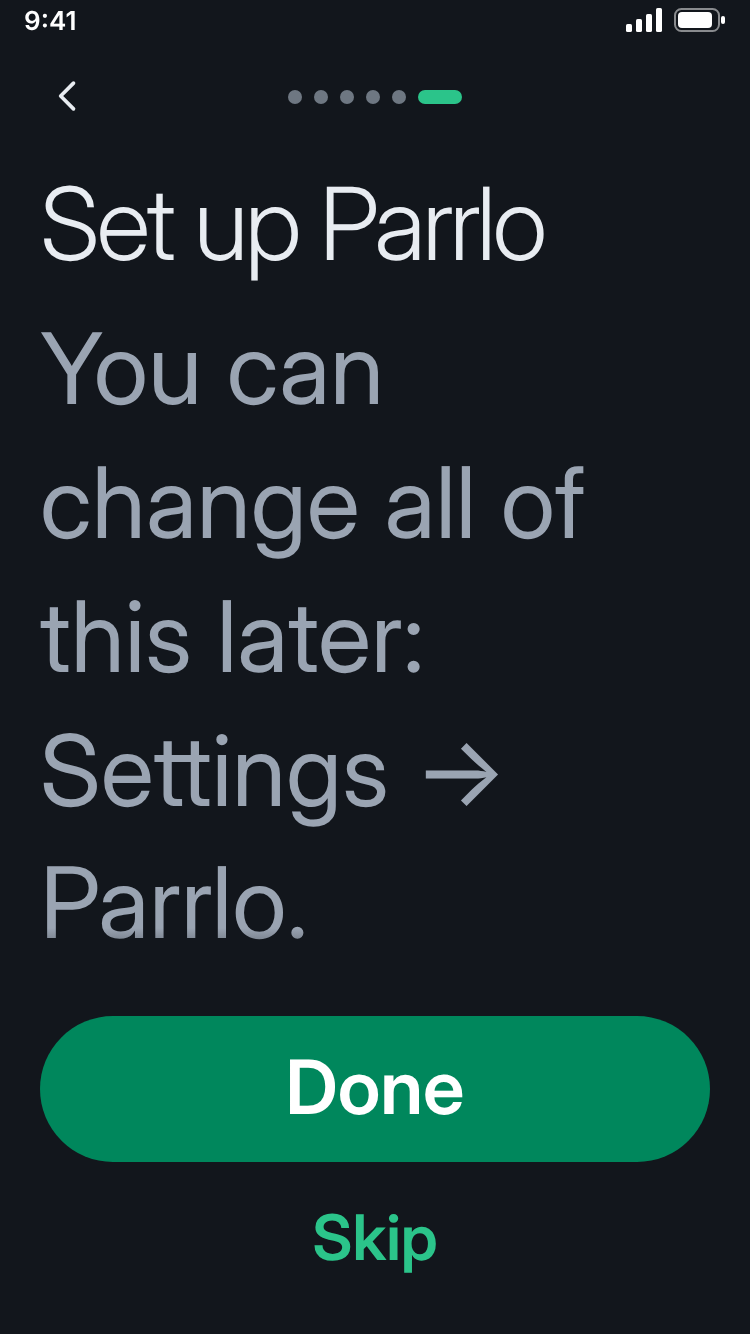 9:41
Set up Parrlo
You can
change all of
this later:
Settings →
Parrlo.
Done
Skip